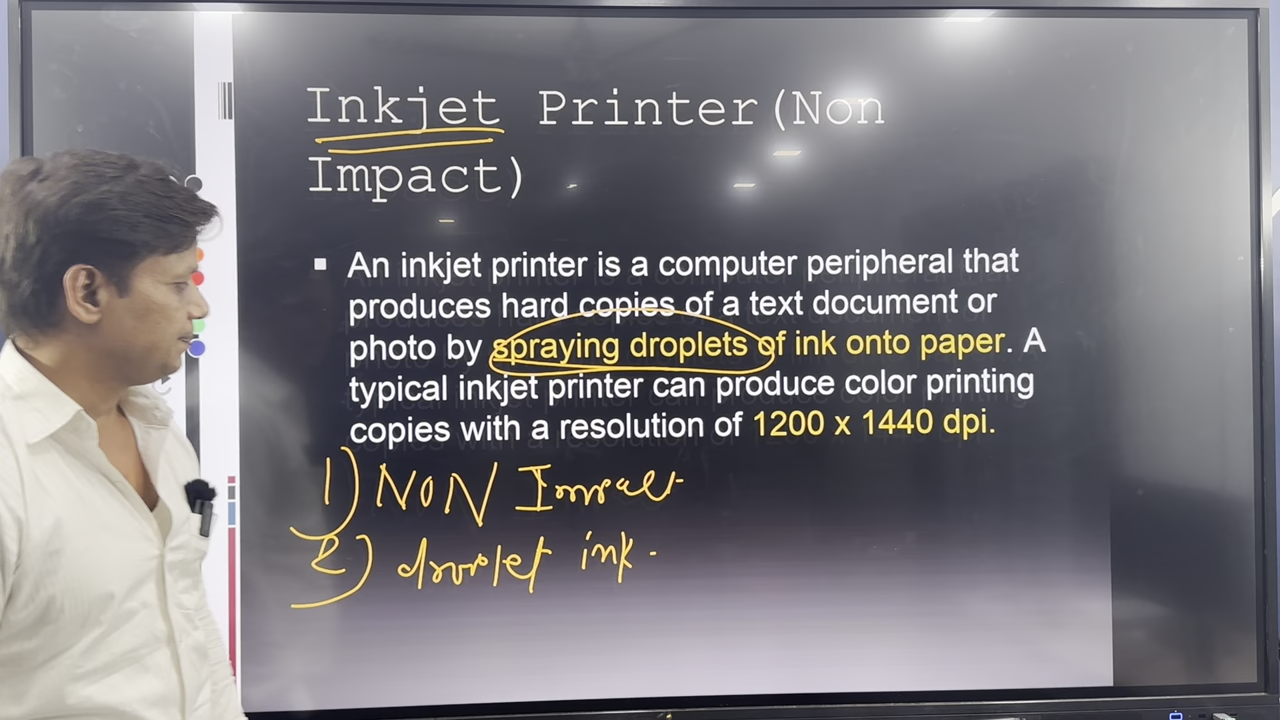 Inkjet Printer(Non
Impact)
▪ An inkjet printer is a computer peripheral that
produces hard copies of a text document or
photo by spraying droplets of ink onto paper. A
typical inkjet printer can produce color printing
copies with a resolution of 1200 x 1440 dpi.
1) NON Impact
2) droplet ink.